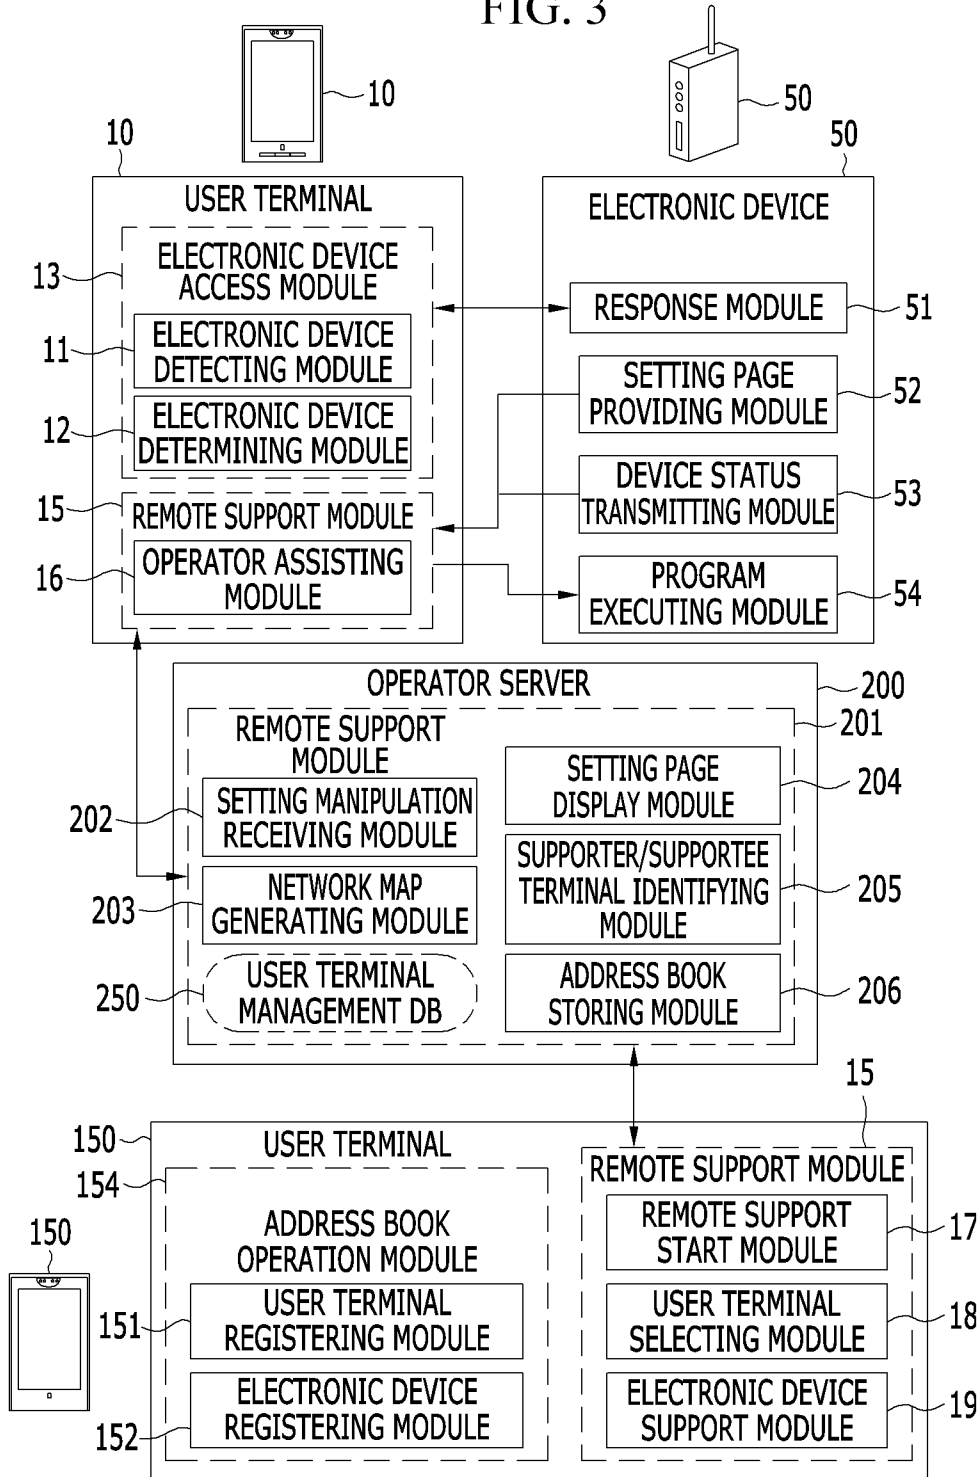 FIG. 3
10
50
10
50
USER TERMINAL
ELECTRONIC DEVICE
13
ELECTRONIC DEVICE
ACCESS MODULE
11
ELECTRONIC DEVICE
DETECTING MODULE
12
ELECTRONIC DEVICE
DETERMINING MODULE
15
REMOTE SUPPORT MODULE
16
OPERATOR ASSISTING
MODULE
RESPONSE MODULE
51
SETTING PAGE
PROVIDING MODULE
52
DEVICE STATUS
TRANSMITTING MODULE
53
PROGRAM
EXECUTING MODULE
54
OPERATOR SERVER
200
201
REMOTE SUPPORT
MODULE
202
SETTING MANIPULATION
RECEIVING MODULE
203
NETWORK MAP
GENERATING MODULE
250
USER TERMINAL
MANAGEMENT DB
SETTING PAGE
DISPLAY MODULE
204
SUPPORTER/SUPPORTEE
TERMINAL IDENTIFYING
MODULE
205
ADDRESS BOOK
STORING MODULE
206
150
USER TERMINAL
154
ADDRESS BOOK
OPERATION MODULE
150
151
USER TERMINAL
REGISTERING MODULE
152
ELECTRONIC DEVICE
REGISTERING MODULE
15
REMOTE SUPPORT MODULE
REMOTE SUPPORT
START MODULE
17
USER TERMINAL
SELECTING MODULE
18
ELECTRONIC DEVICE
SUPPORT MODULE
19